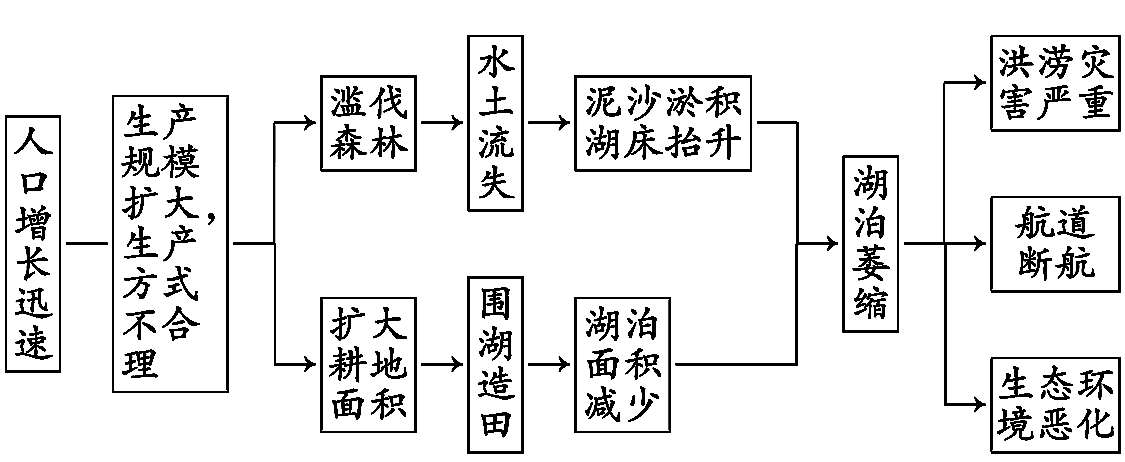 人口增长迅速
生产
规模
扩大，
生产
方式
不合
理
滥伐
森林
水土流失
泥沙淤积
湖床抬升
扩大
耕地
面积
围湖造田
湖泊
面积
减少
湖泊萎缩
洪涝灾
害严重
航道
断航
生态环
境恶化